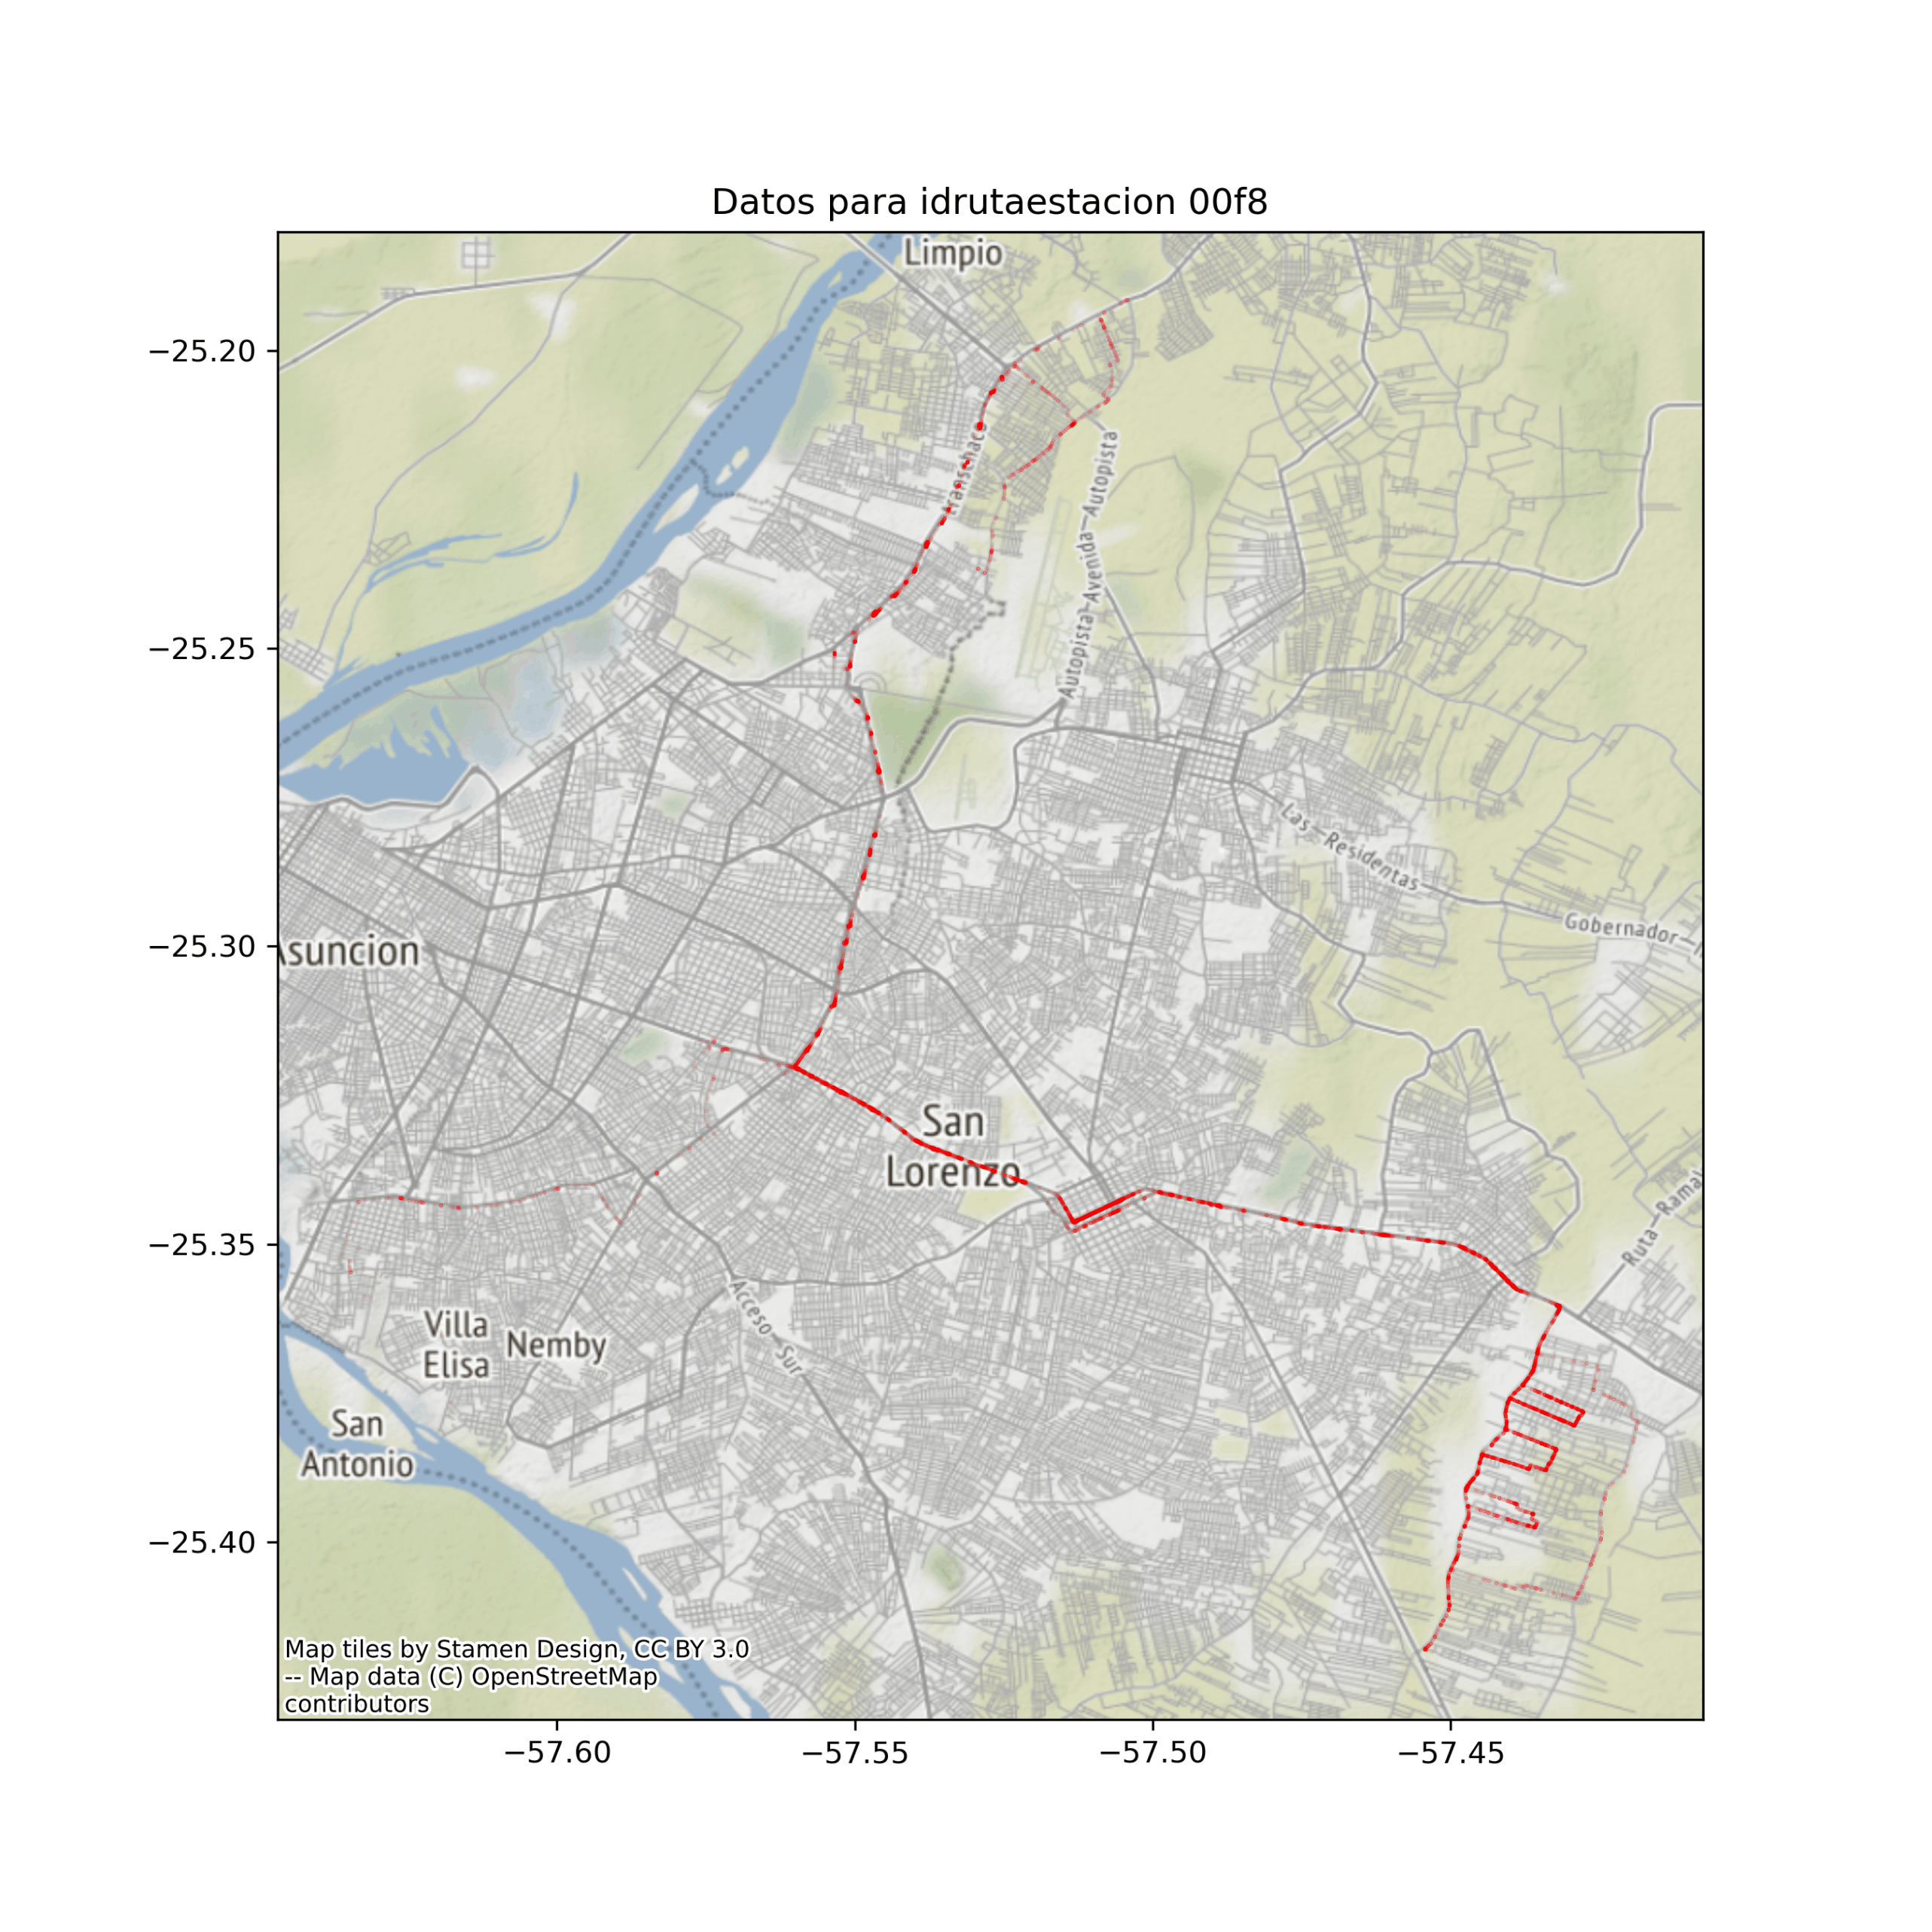 Datos para idrutaestacion 00f8
Limpio
−25.20
Transchaco
Autopista-Avenida-Autopista
−25.25
Las-Residentas
Gobernador
−25.30
Asuncion
San
Lorenzo
−25.35
Ruta-Ramal
Acceso-Sur
Villa
Elisa
Nemby
San
Antonio
−25.40
Map tiles by Stamen Design, CC BY 3.0
-- Map data (C) OpenStreetMap
contributors
−57.60
−57.55
−57.50
−57.45